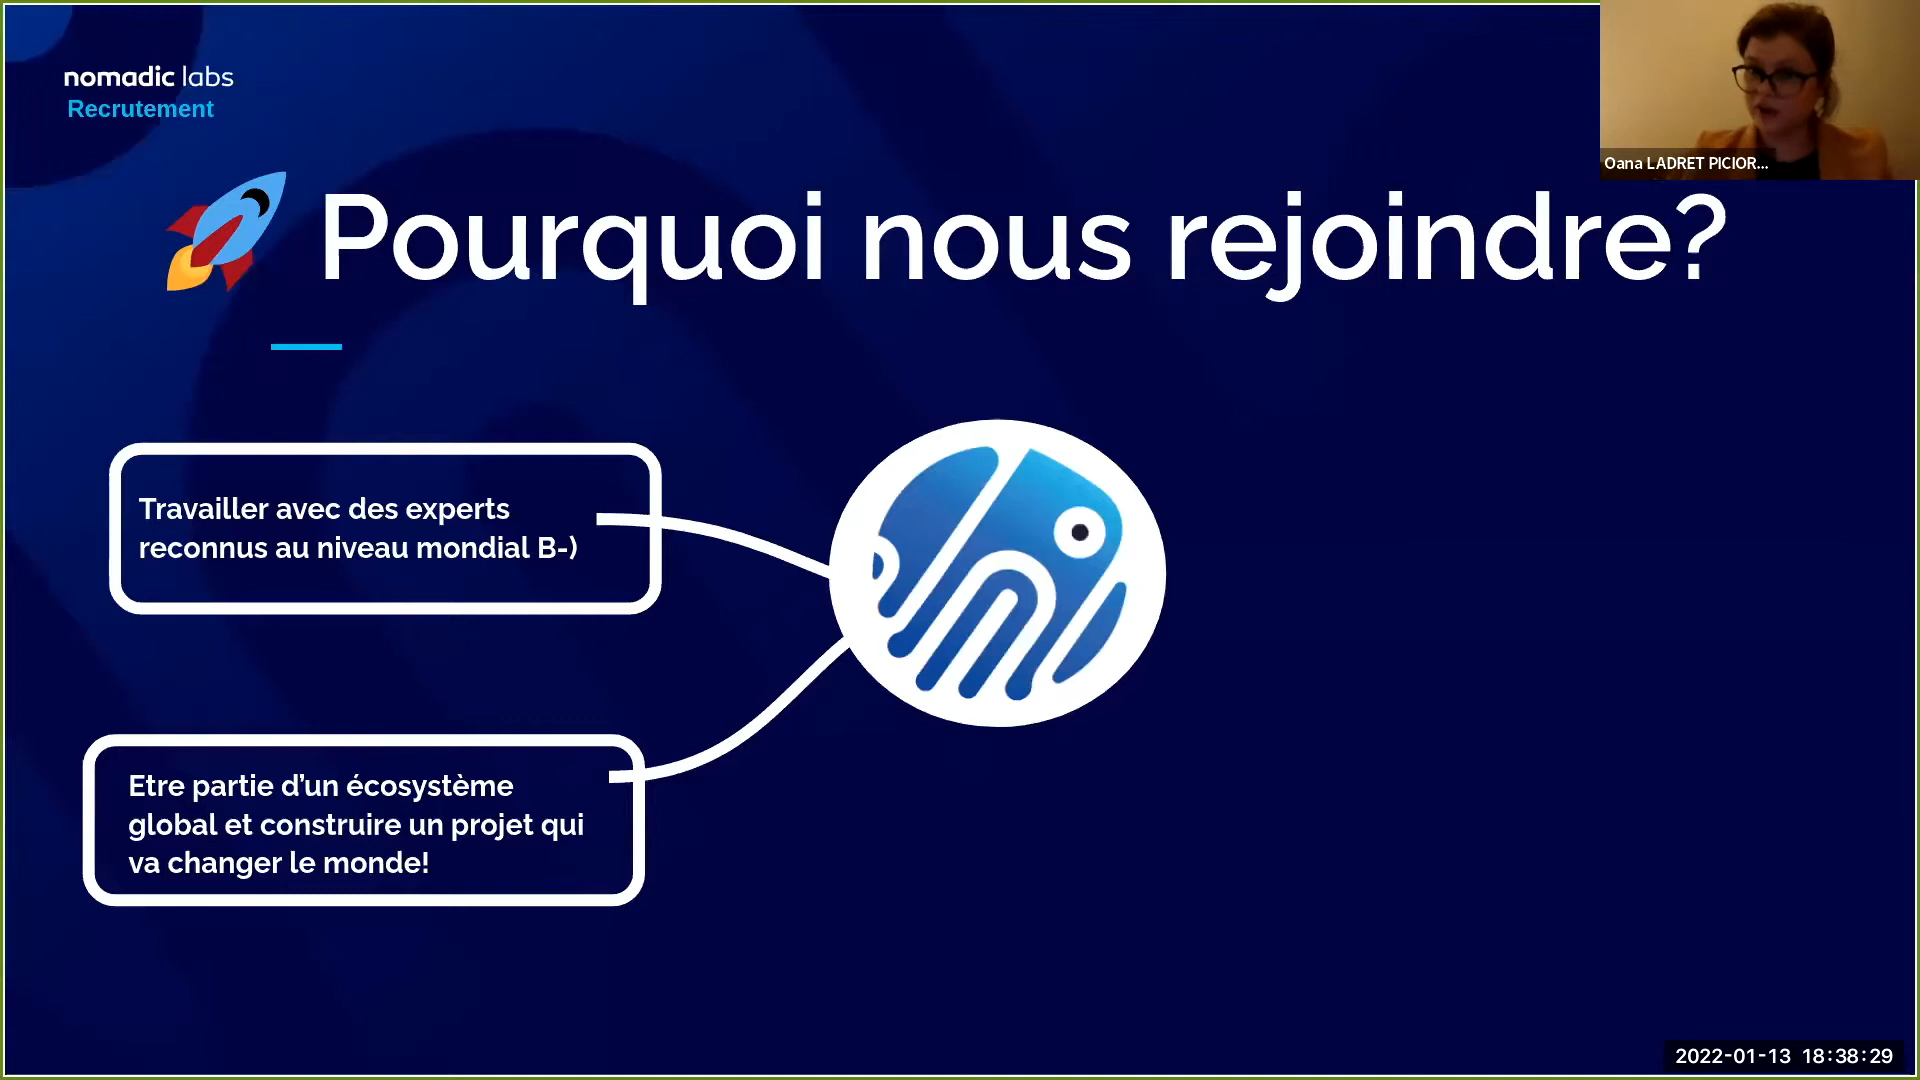 nomadic labs
Recrutement
Oana LADRET PICIOR...
Pourquoi nous rejoindre?
Travailler avec des experts
reconnus au niveau mondial B-)
Etre partie d’un écosystème
global et construire un projet qui
va changer le monde!
2022-01-13 18:38:29